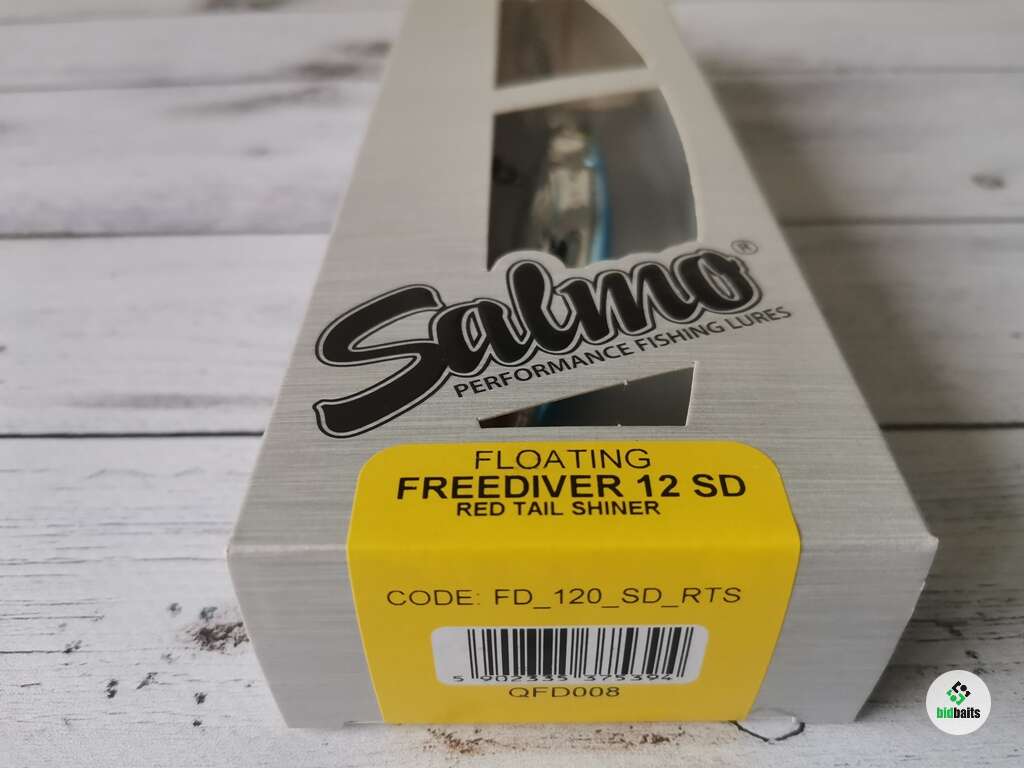 Salmo®
PERFORMANCE FISHING LURES
FLOATING
FREEDIVER 12 SD
RED TAIL SHINER
CODE: FD_120_SD_RTS
5 902335 375394
QFD008
bidbaits